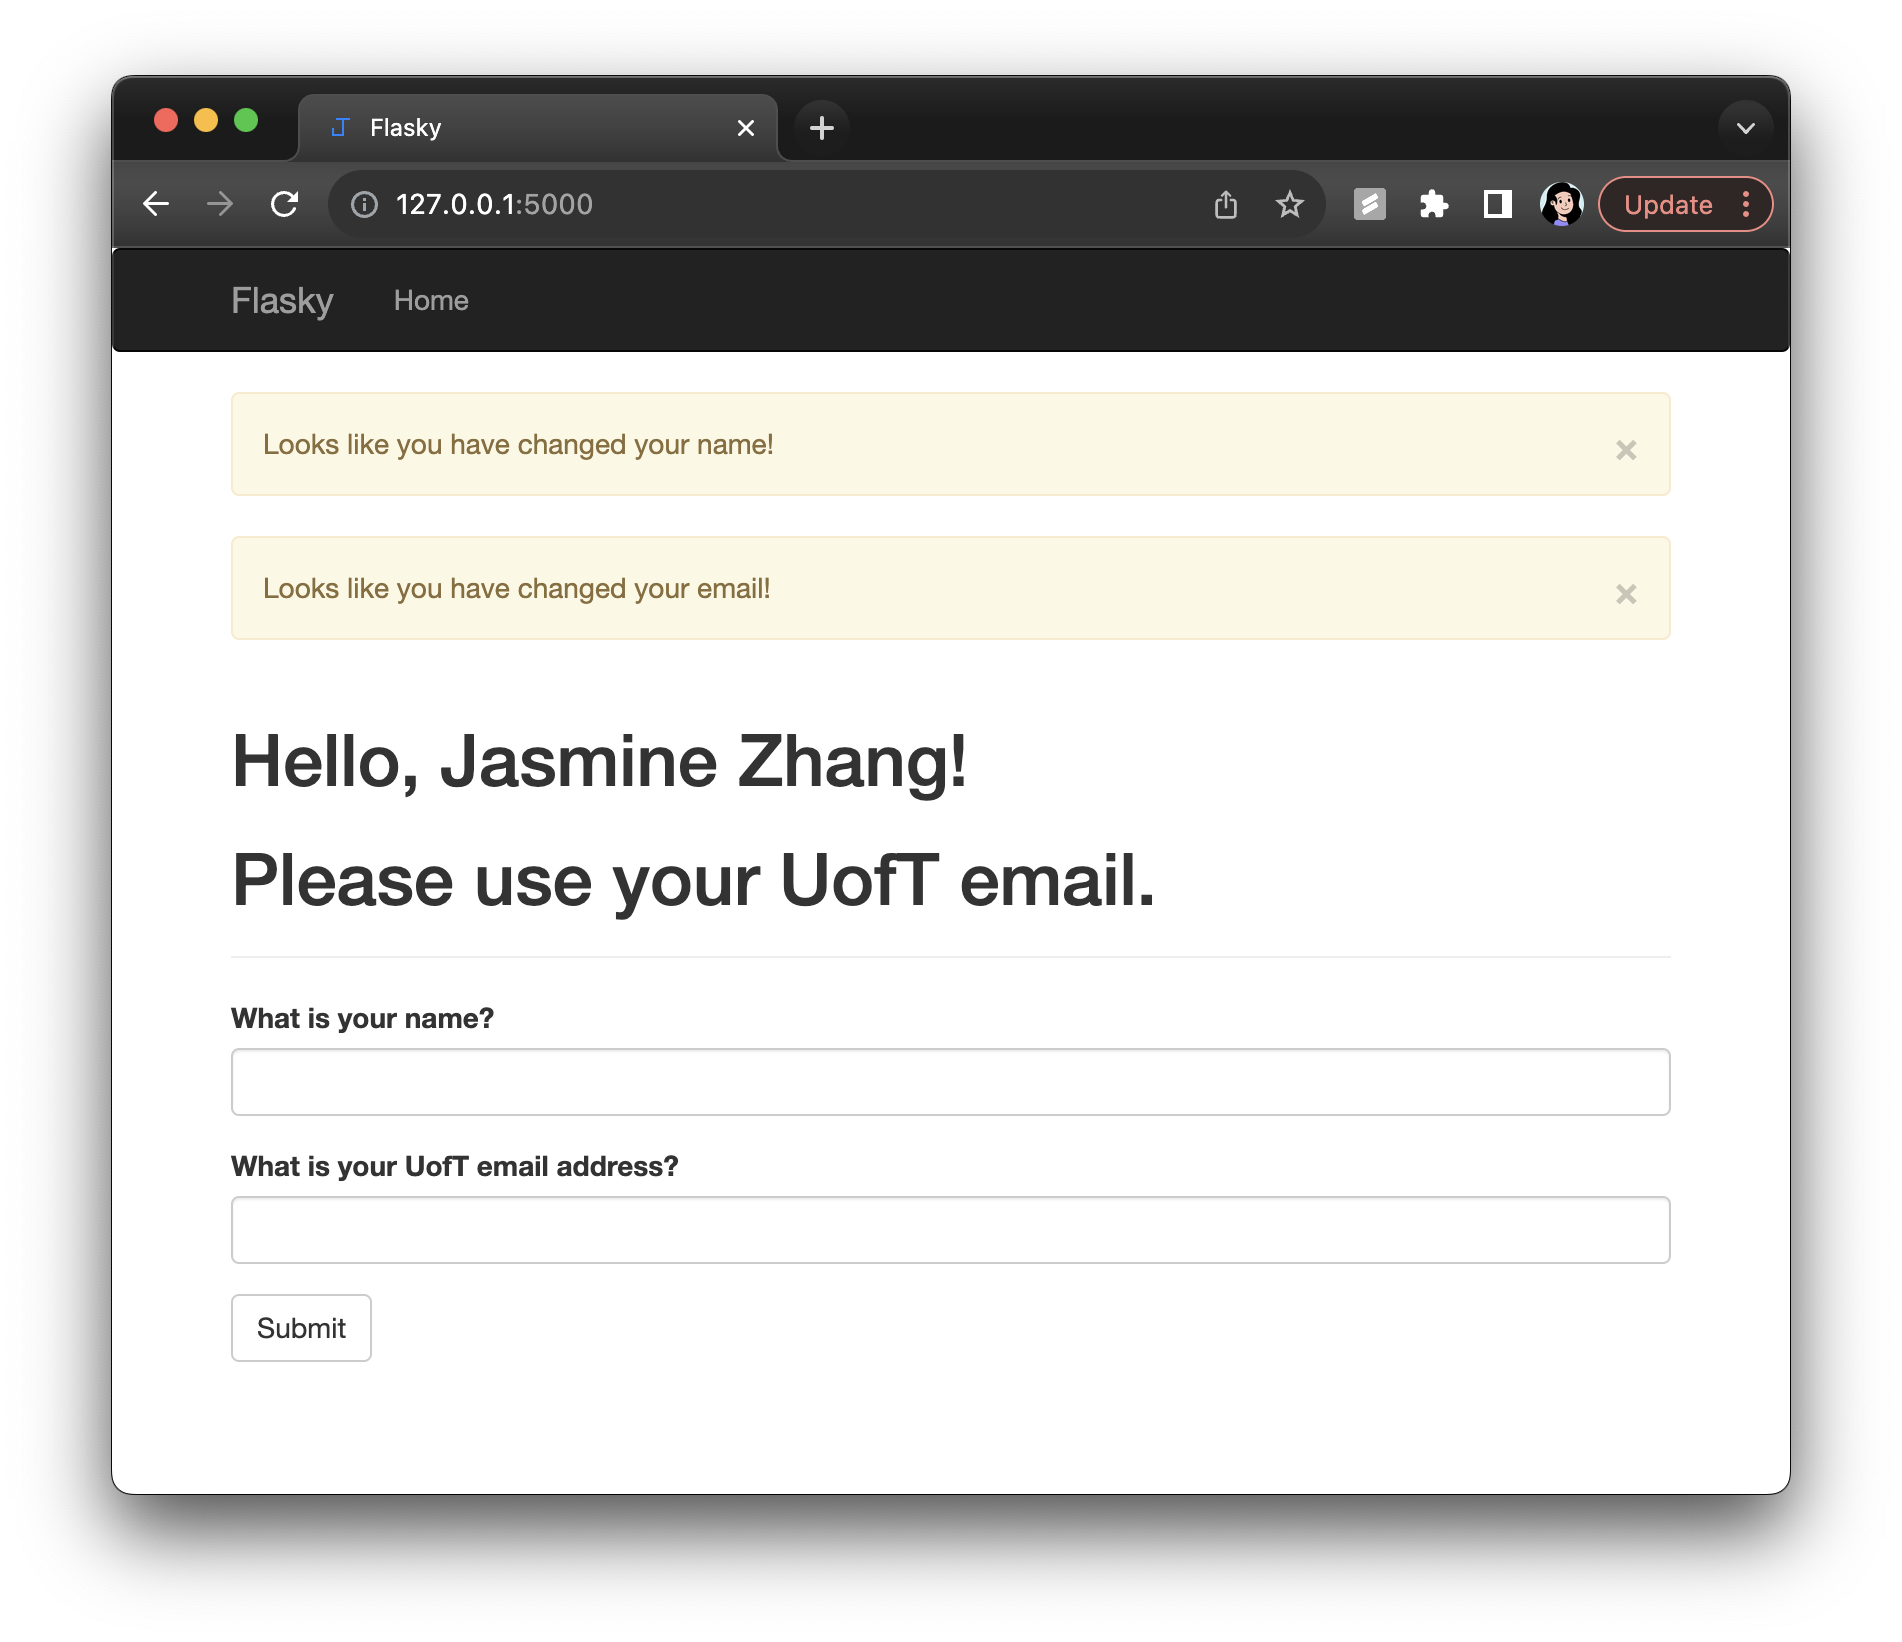 Flasky
127.0.0.1:5000
Update
Flasky Home
Looks like you have changed your name!
Looks like you have changed your email!
Hello, Jasmine Zhang!
Please use your UofT email.
What is your name?
What is your UofT email address?
Submit